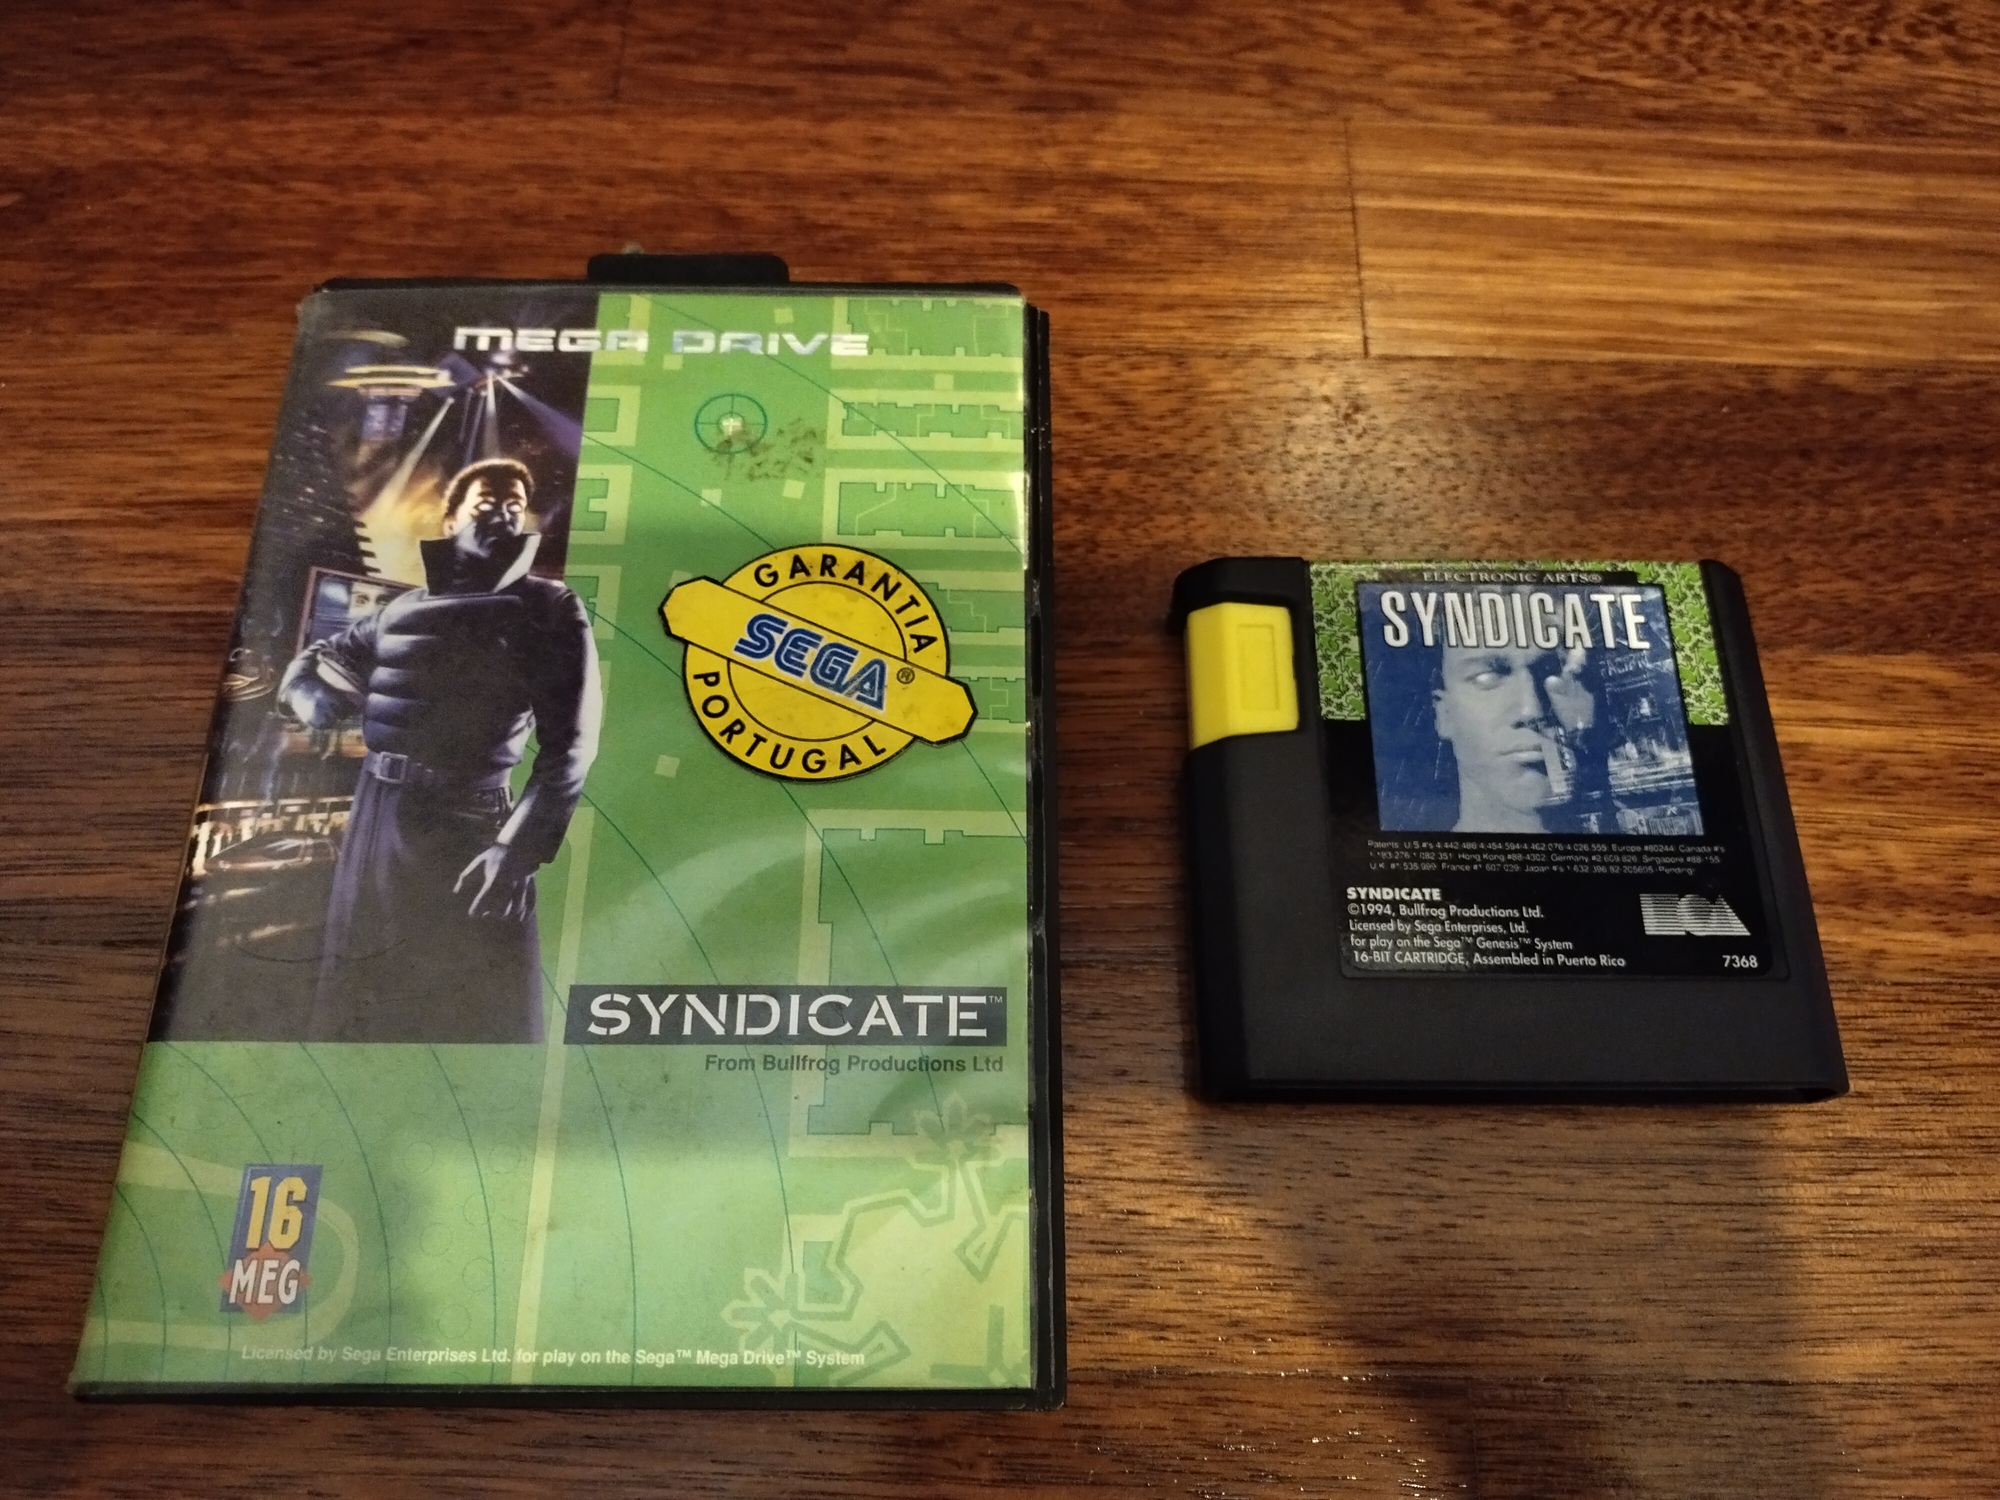 MEGA DRIVE
GARANTIA
SEGA®
PORTUGAL
SYNDICATE™
From Bullfrog Productions Ltd
16
MEG
Licensed by Sega Enterprises Ltd. for play on the Sega™ Mega Drive™ System
ELECTRONIC ARTS®
SYNDICATE
SYNDICATE
©1994, Bullfrog Productions Ltd.
Licensed by Sega Enterprises, Ltd.
for play on the Sega™ Genesis™ System
16-BIT CARTRIDGE, Assembled in Puerto Rico
EA
7368